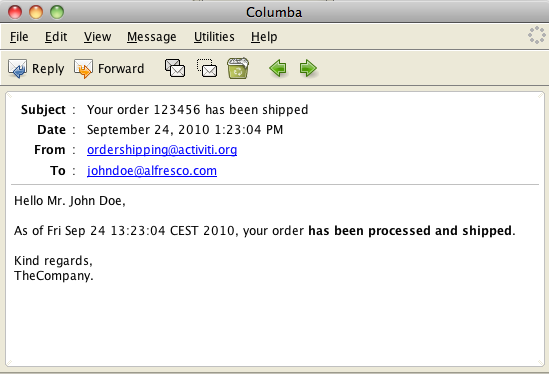 Columba
File Edit View Message Utilities Help
Reply Forward
Subject : Your order 123456 has been shipped
Date : September 24, 2010 1:23:04 PM
From : ordershipping@activiti.org
To : johndoe@alfresco.com
Hello Mr. John Doe,
As of Fri Sep 24 13:23:04 CEST 2010, your order has been processed and shipped.
Kind regards,
TheCompany.